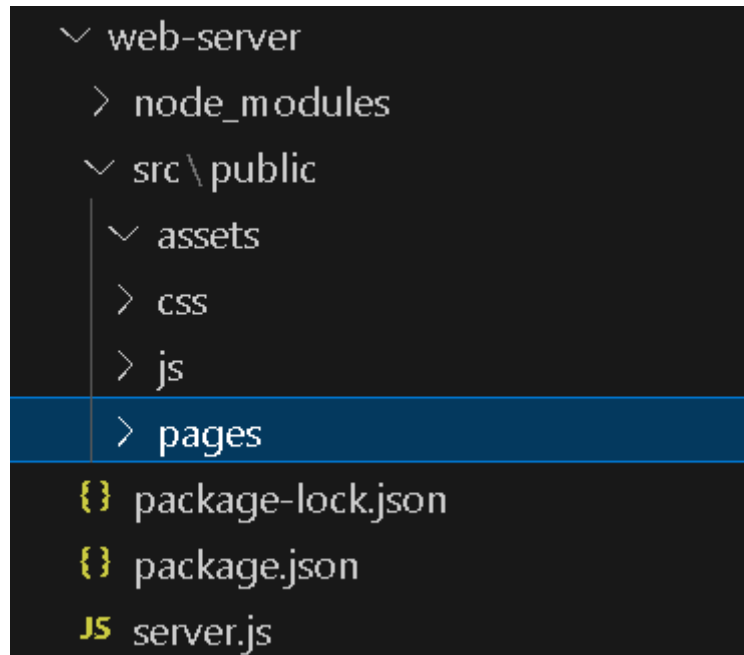 web-server
node_modules
src\public
assets
css
js
pages
{} package-lock.json
{} package.json
JS server.js